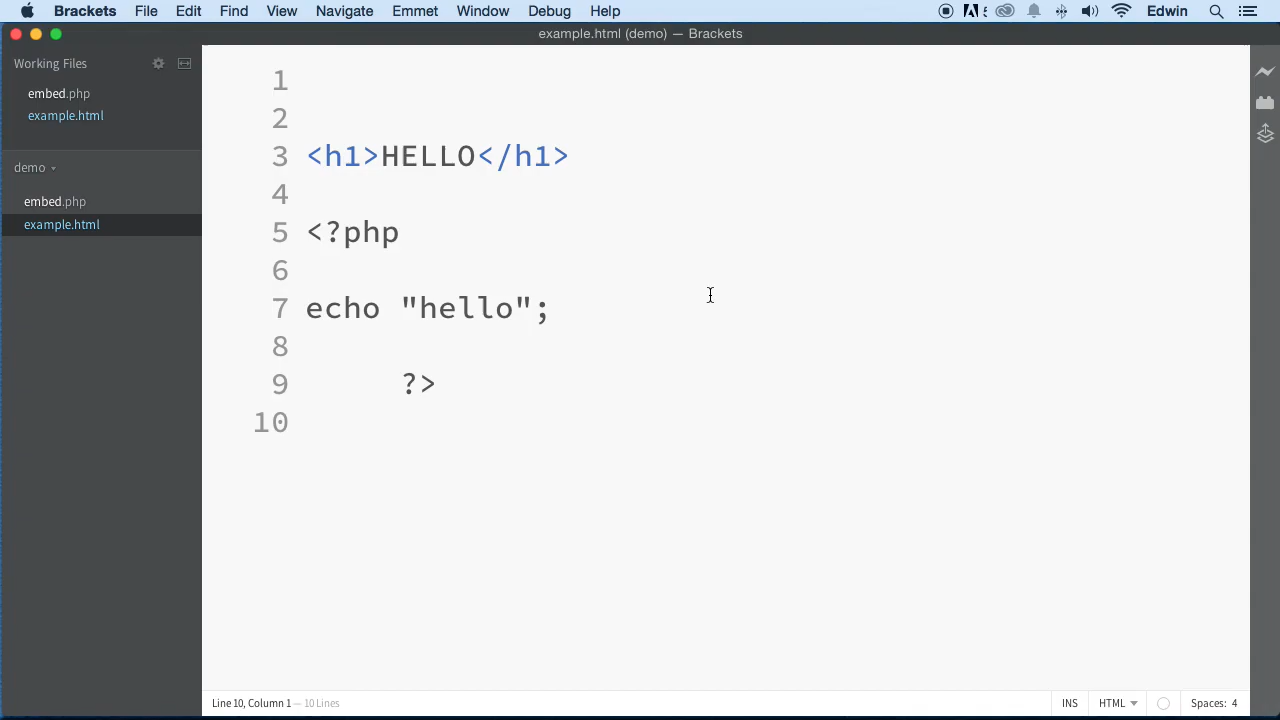 Brackets File Edit Find View Navigate Emmet Window Debug Help 5 Edwin
example.html (demo) — Brackets
Working Files
embed.php
example.html
demo
embed.php
example.html
1
2
3 <h1>HELLO</h1>
4
5 <?php
6
7 echo "hello";
8
9 ?>
10
Line 10, Column 1 — 10 Lines INS HTML Spaces: 4